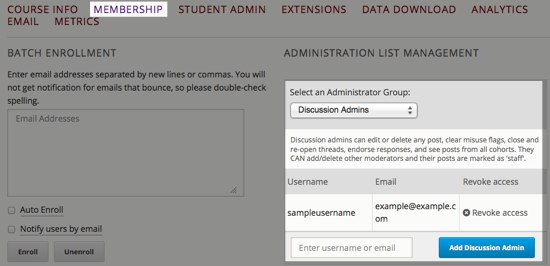 COURSE INFO MEMBERSHIP STUDENT ADMIN EXTENSIONS DATA DOWNLOAD ANALYTICS
EMAIL METRICS
BATCH ENROLLMENT
Enter email addresses separated by new lines or commas. You will
not get notification for emails that bounce, so please double-check
spelling.
Email Addresses
Auto Enroll
Notify users by email
Enroll Unenroll
ADMINISTRATION LIST MANAGEMENT
Select an Administrator Group:
Discussion Admins
Discussion admins can edit or delete any post, clear misuse flags, close and
re-open threads, endorse responses, and see posts from all cohorts. They
CAN add/delete other moderators and their posts are marked as 'staff'.
Username Email Revoke access
sampleusername example@example.c Revoke access
om
Enter username or email Add Discussion Admin